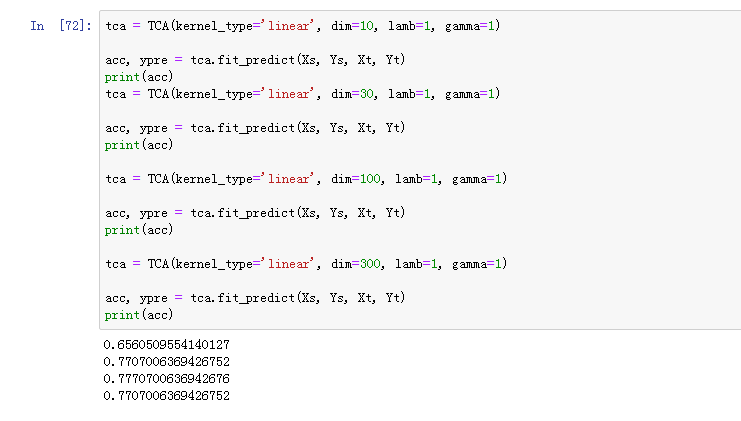 In [72]: tca = TCA(kernel_type='linear', dim=10, lamb=1, gamma=1)
acc, ypre = tca.fit_predict(Xs, Ys, Xt, Yt)
print(acc)
tca = TCA(kernel_type='linear', dim=30, lamb=1, gamma=1)
acc, ypre = tca.fit_predict(Xs, Ys, Xt, Yt)
print(acc)
tca = TCA(kernel_type='linear', dim=100, lamb=1, gamma=1)
acc, ypre = tca.fit_predict(Xs, Ys, Xt, Yt)
print(acc)
tca = TCA(kernel_type='linear', dim=300, lamb=1, gamma=1)
acc, ypre = tca.fit_predict(Xs, Ys, Xt, Yt)
print(acc)
0.6560509554140127
0.7707006369426752
0.7770700636942676
0.7707006369426752